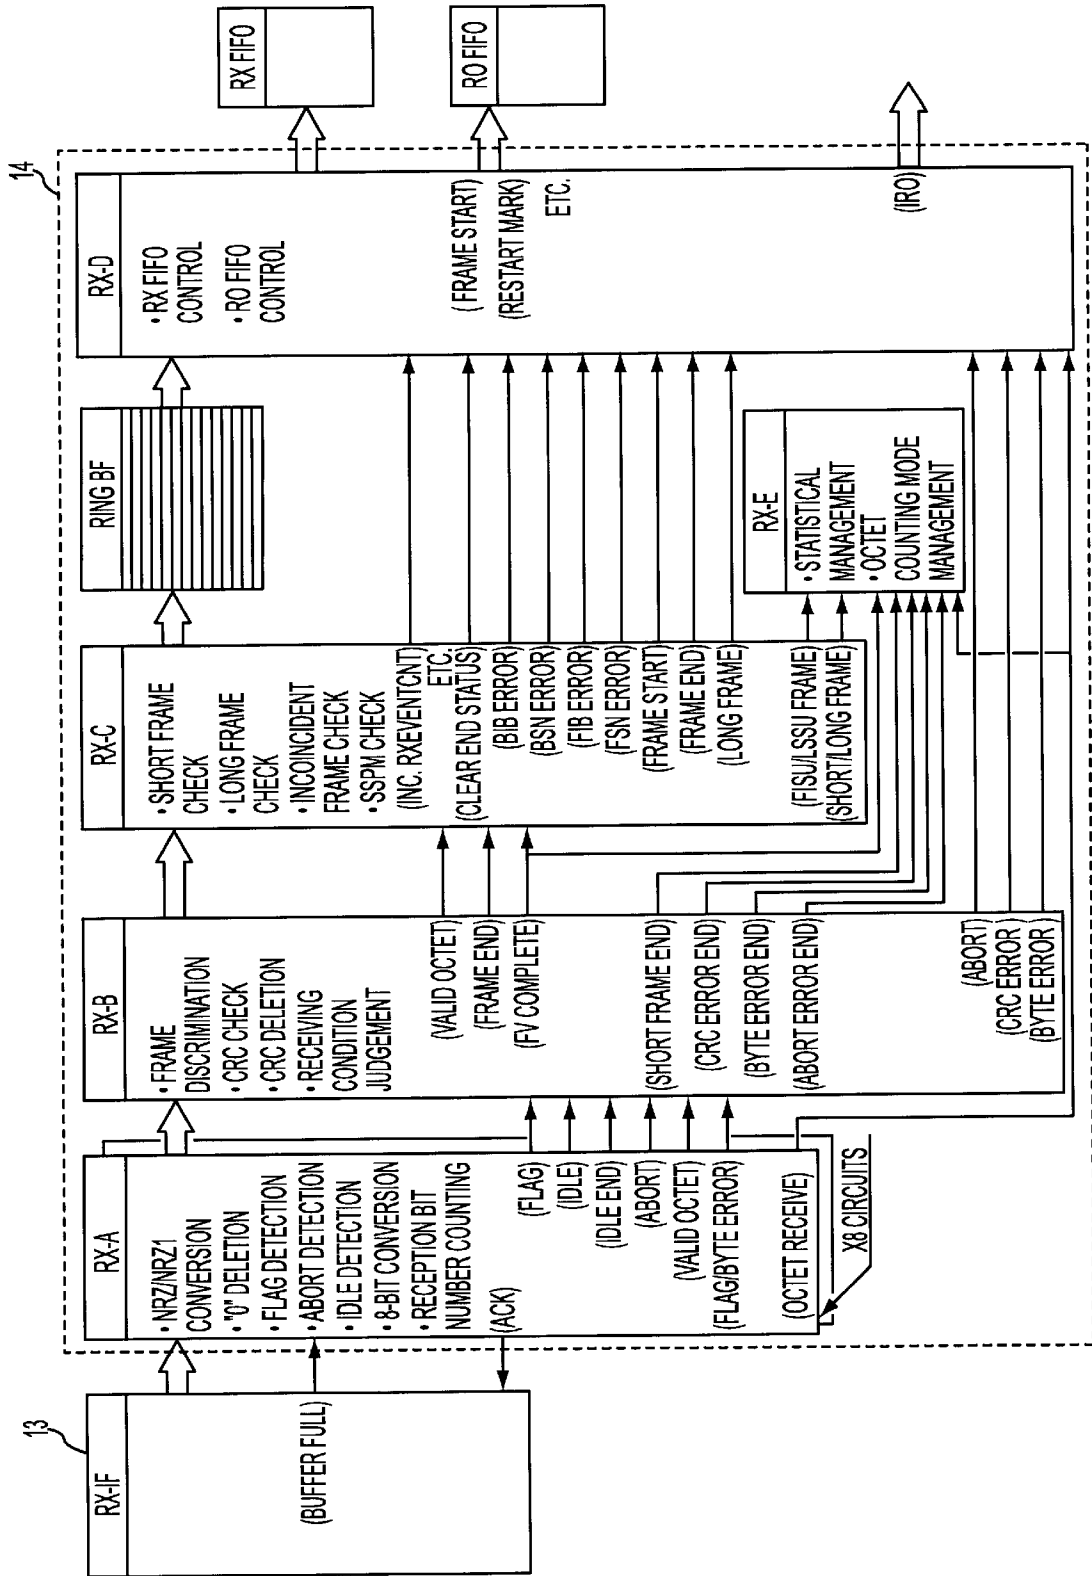 13
RX-IF
(BUFFER FULL)
14
RX-A
• NRZ/NRZ1
CONVERSION
• "0" DELETION
• FLAG DETECTION
• ABORT DETECTION
• IDLE DETECTION
• 8-BIT CONVERSION
• RECEPTION BIT
NUMBER COUNTING
(ACK)
(FLAG)
(IDLE)
(IDLE END)
(ABORT)
(VALID OCTET)
(FLAG/BYTE ERROR)
(OCTET RECEIVE)
X8 CIRCUITS
RX-B
• FRAME
DISCRIMINATION
• CRC CHECK
• CRC DELETION
• RECEIVING
CONDITION
JUDGEMENT
(VALID OCTET)
(FRAME END)
(FV COMPLETE)
(SHORT FRAME END)
(CRC ERROR END)
(BYTE ERROR END)
(ABORT ERROR END)
(ABORT)
(CRC ERROR)
(BYTE ERROR)
RX-C
• SHORT FRAME
CHECK
• LONG FRAME
CHECK
• INCOINCIDENT
FRAME CHECK
• SSPM CHECK
(INC. RXEVENTCNT)
ETC.
(CLEAR END STATUS)
(BIB ERROR)
(BSN ERROR)
(FIB ERROR)
(FSN ERROR)
(FRAME START)
(FRAME END)
(LONG FRAME)
(FISU/LSSU FRAME)
(SHORT/LONG FRAME)
RING BF
RX-E
• STATISTICAL
MANAGEMENT
• OCTET
COUNTING MODE
MANAGEMENT
RX-D
• RX FIFO
CONTROL
• RO FIFO
CONTROL
(FRAME START)
(RESTART MARK)
ETC.
(IRO)
RX FIFO
RO FIFO